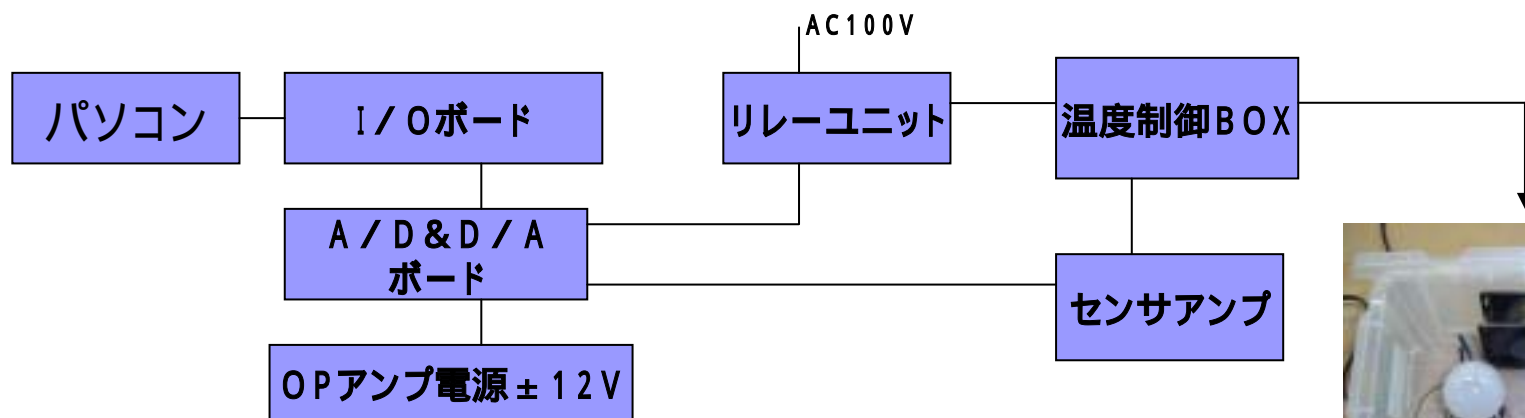 AC100V
パソコン
I/Oボード
リレーユニット
温度制御BOX
A/D&D/A
ボード
センサアンプ
OPアンプ電源±12V